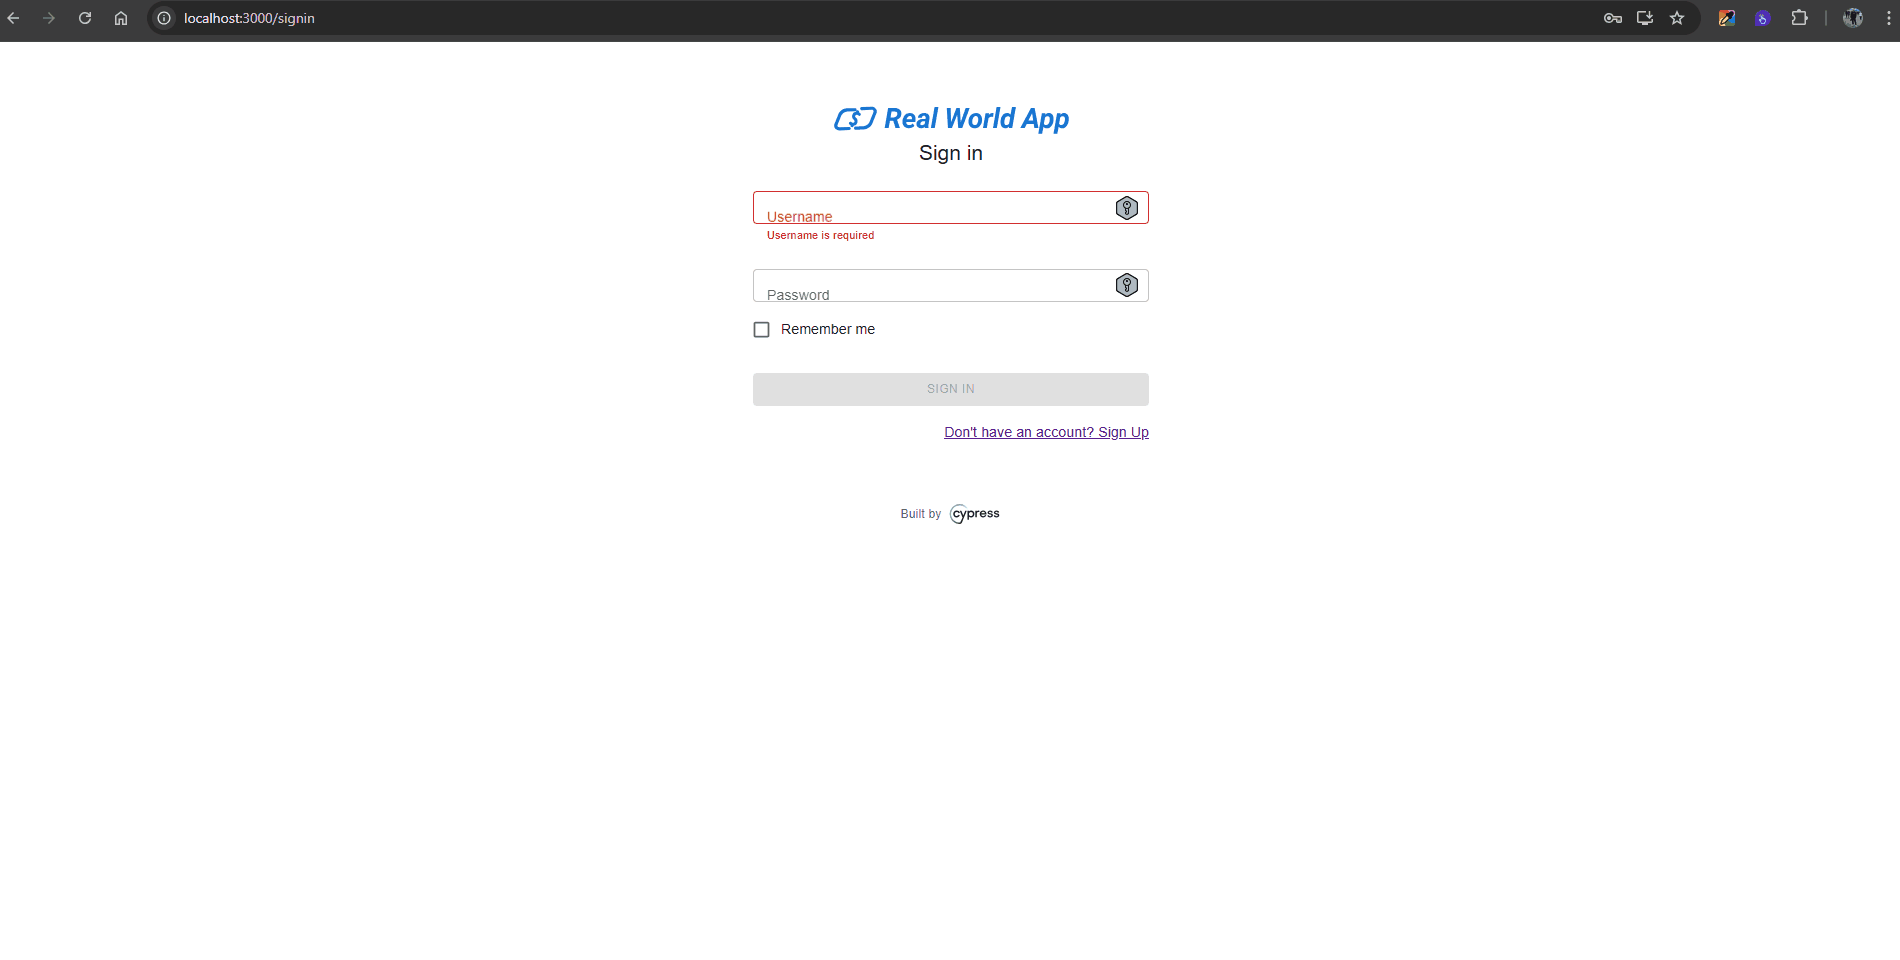 localhost:3000/signin
Real World App
Sign in
Username
Username is required
Password
Remember me
SIGN IN
Don't have an account? Sign Up
Built by cypress